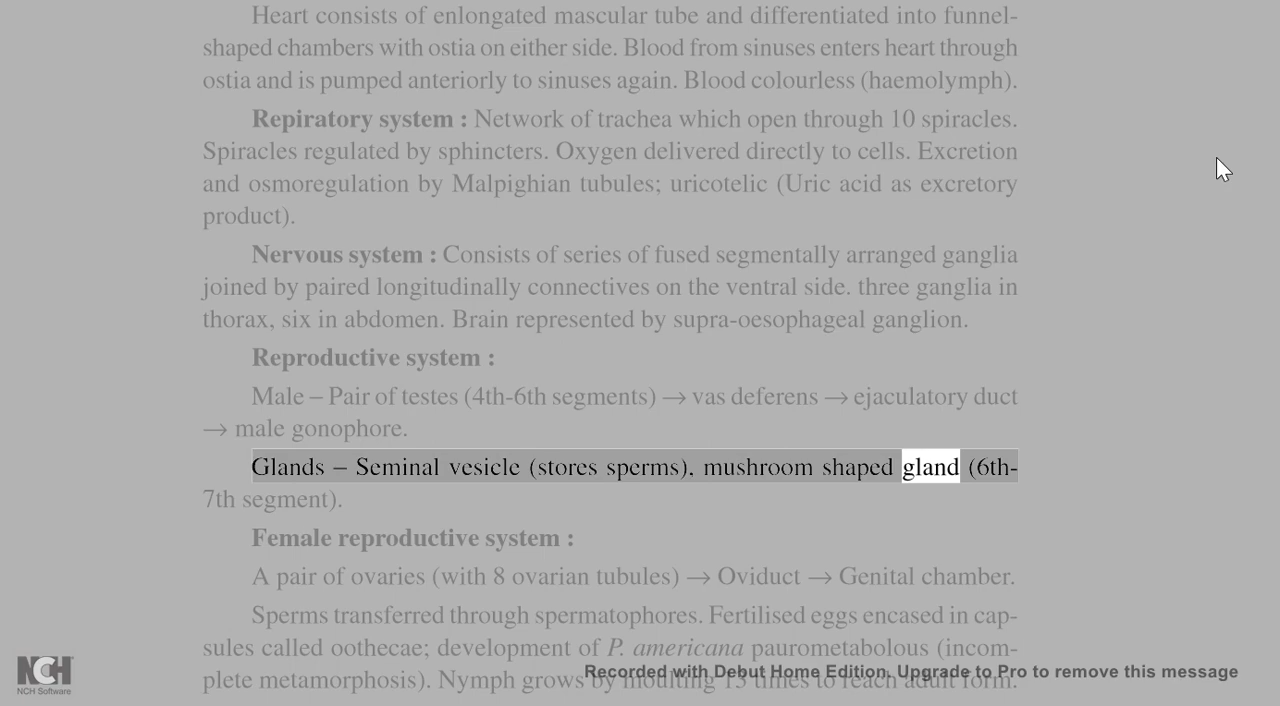 Heart consists of enlongated mascular tube and differentiated into funnel-
shaped chambers with ostia on either side. Blood from sinuses enters heart through
ostia and is pumped anteriorly to sinuses again. Blood colourless (haemolymph).
Repiratory system : Network of trachea which open through 10 spiracles.
Spiracles regulated by sphincters. Oxygen delivered directly to cells. Excretion
and osmoregulation by Malpighian tubules; uricotelic (Uric acid as excretory
product).
Nervous system : Consists of series of fused segmentally arranged ganglia
joined by paired longitudinally connectives on the ventral side. three ganglia in
thorax, six in abdomen. Brain represented by supra-oesophageal ganglion.
Reproductive system :
Male – Pair of testes (4th-6th segments) → vas deferens → ejaculatory duct
→ male gonophore.
Glands – Seminal vesicle (stores sperms), mushroom shaped gland (6th-
7th segment).
Female reproductive system :
A pair of ovaries (with 8 ovarian tubules) → Oviduct → Genital chamber.
Sperms transferred through spermatophores. Fertilised eggs encased in cap-
sules called oothecae; development of P. americana paurometabolous (incom-
plete metamorphosis). Nymph grows by moulting 13 times to reach adult form.
Recorded with Debut Home Edition. Upgrade to Pro to remove this message
NCH
NCH Software